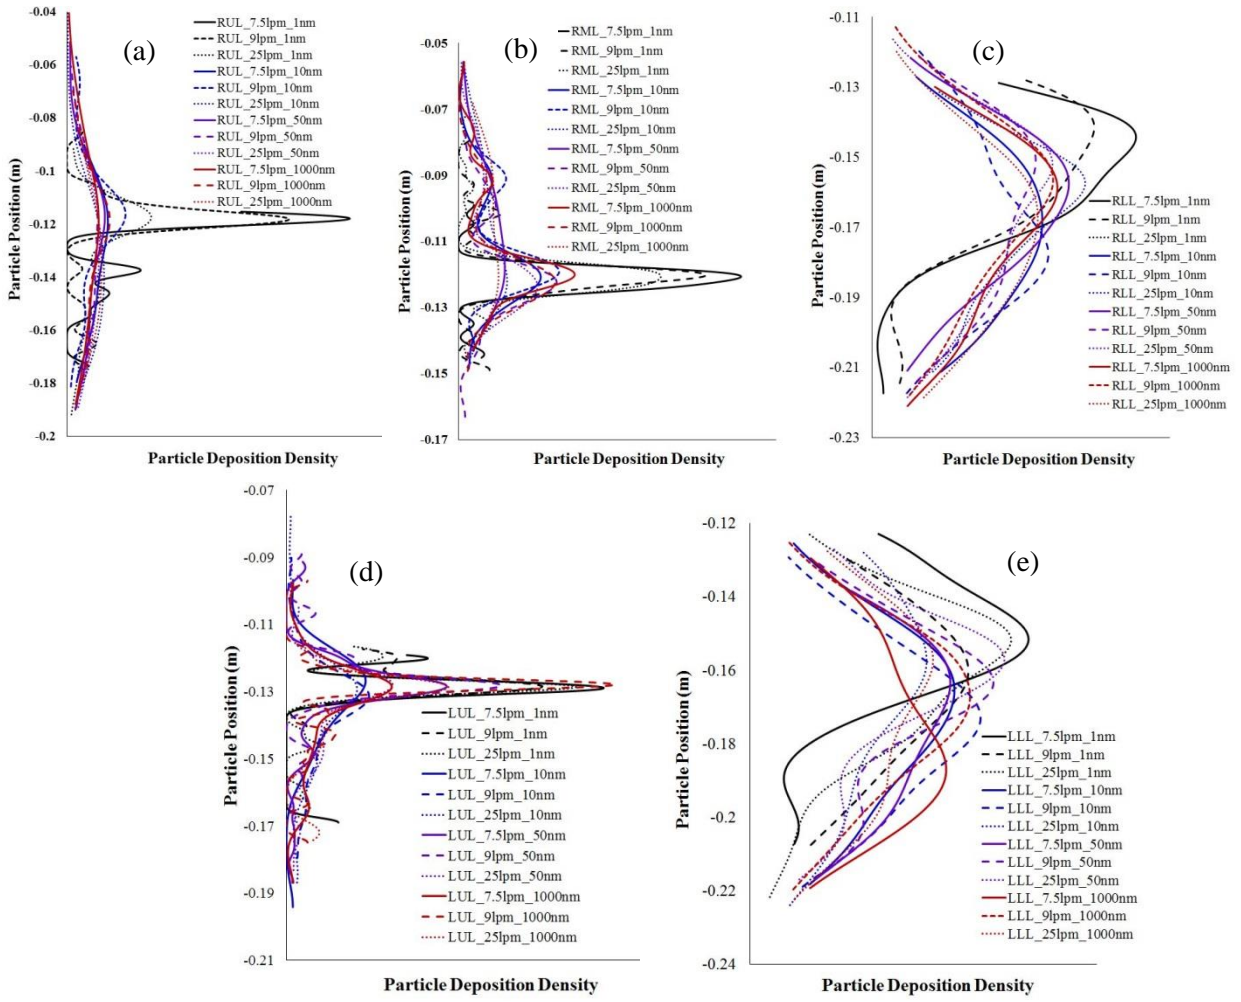 (a)
-0.04
-0.06
-0.08
-0.1
-0.12
-0.14
-0.16
-0.18
-0.2
Particle Position (m)
Particle Deposition Density
RUL_7.5lpm_1nm
RUL_9lpm_1nm
RUL_25lpm_1nm
RUL_7.5lpm_10nm
RUL_9lpm_10nm
RUL_25lpm_10nm
RUL_7.5lpm_50nm
RUL_9lpm_50nm
RUL_25lpm_50nm
RUL_7.5lpm_1000nm
RUL_9lpm_1000nm
RUL_25lpm_1000nm
(b)
-0.05
-0.07
-0.09
-0.11
-0.13
-0.15
-0.17
Particle Position (m)
Particle Deposition Density
RML_7.5lpm_1nm
RML_9lpm_1nm
RML_25lpm_1nm
RML_7.5lpm_10nm
RML_9lpm_10nm
RML_25lpm_10nm
RML_7.5lpm_50nm
RML_9lpm_50nm
RML_25lpm_50nm
RML_7.5lpm_1000nm
RML_9lpm_1000nm
RML_25lpm_1000nm
(c)
-0.11
-0.13
-0.15
-0.17
-0.19
-0.21
-0.23
Particle Position (m)
Particle Deposition Density
RLL_7.5lpm_1nm
RLL_9lpm_1nm
RLL_25lpm_1nm
RLL_7.5lpm_10nm
RLL_9lpm_10nm
RLL_25lpm_10nm
RLL_7.5lpm_50nm
RLL_9lpm_50nm
RLL_25lpm_50nm
RLL_7.5lpm_1000nm
RLL_9lpm_1000nm
RLL_25lpm_1000nm
(d)
-0.07
-0.09
-0.11
-0.13
-0.15
-0.17
-0.19
-0.21
Particle Position (m)
Particle Deposition Density
LUL_7.5lpm_1nm
LUL_9lpm_1nm
LUL_25lpm_1nm
LUL_7.5lpm_10nm
LUL_9lpm_10nm
LUL_25lpm_10nm
LUL_7.5lpm_50nm
LUL_9lpm_50nm
LUL_25lpm_50nm
LUL_7.5lpm_1000nm
LUL_9lpm_1000nm
LUL_25lpm_1000nm
(e)
-0.12
-0.14
-0.16
-0.18
-0.2
-0.22
-0.24
Particle Position (m)
Particle Deposition Density
LLL_7.5lpm_1nm
LLL_9lpm_1nm
LLL_25lpm_1nm
LLL_7.5lpm_10nm
LLL_9lpm_10nm
LLL_25lpm_10nm
LLL_7.5lpm_50nm
LLL_9lpm_50nm
LLL_25lpm_50nm
LLL_7.5lpm_1000nm
LLL_9lpm_1000nm
LLL_25lpm_1000nm